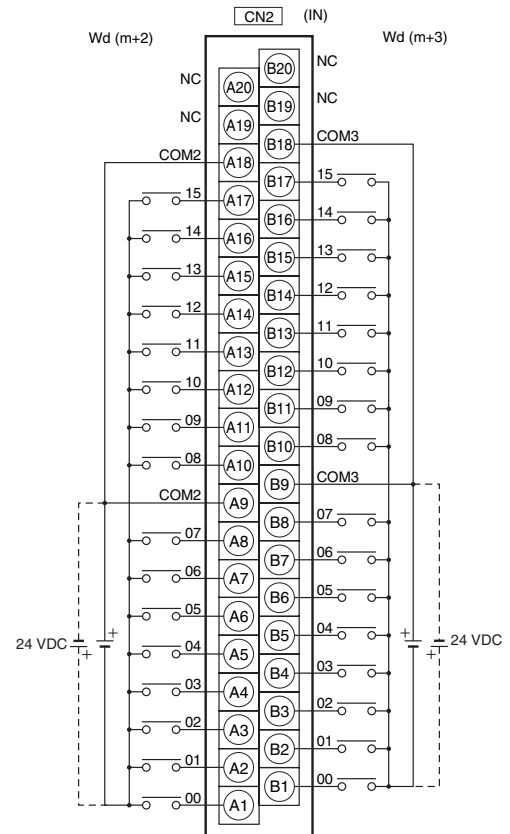 CN2 (IN)
Wd (m+2)
Wd (m+3)
B20 NC
NC A20
B19 NC
NC A19
B18 COM3
COM2 A18
B17 15
15 A17
B16 14
14 A16
B15 13
13 A15
B14 12
12 A14
B13 11
11 A13
B12 10
10 A12
B11 09
09 A11
B10 08
08 A10
B9 COM3
COM2 A9
B8 07
07 A8
B7 06
06 A7
B6 05
05 A6
B5 04
24 VDC + +
+ + 24 VDC
04 A5
B4 03
03 A4
B3 02
02 A3
B2 01
01 A2
B1 00
00 A1